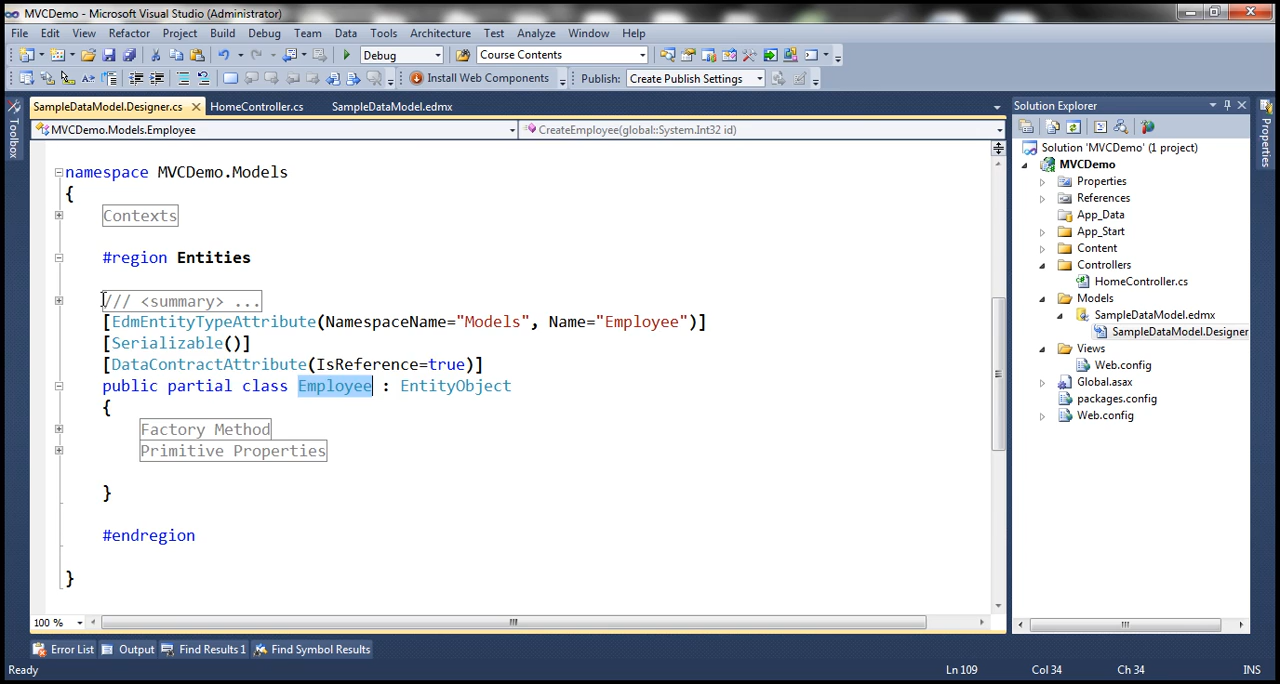 MVCDemo - Microsoft Visual Studio (Administrator)
File Edit View Refactor Project Build Debug Team Data Tools Architecture Test Analyze Window Help
Debug Course Contents
Install Web Components Publish: Create Publish Settings
SampleDataModel.Designer.cs HomeController.cs SampleDataModel.edmx
MVCDemo.Models.Employee CreateEmployee(global::System.Int32 id)
Toolbox
namespace MVCDemo.Models
{
Contexts
#region Entities
/// <summary> ...
[EdmEntityTypeAttribute(NamespaceName="Models", Name="Employee")]
[Serializable()]
[DataContractAttribute(IsReference=true)]
public partial class Employee : EntityObject
{
Factory Method
Primitive Properties
}
#endregion
}
100 %
Solution Explorer
Solution 'MVCDemo' (1 project)
MVCDemo
Properties
References
App_Data
App_Start
Content
Controllers
HomeController.cs
Models
SampleDataModel.edmx
SampleDataModel.Designer
Views
Web.config
Global.asax
packages.config
Web.config
Properties
Error List Output Find Results 1 Find Symbol Results
Ready Ln 109 Col 34 Ch 34 INS